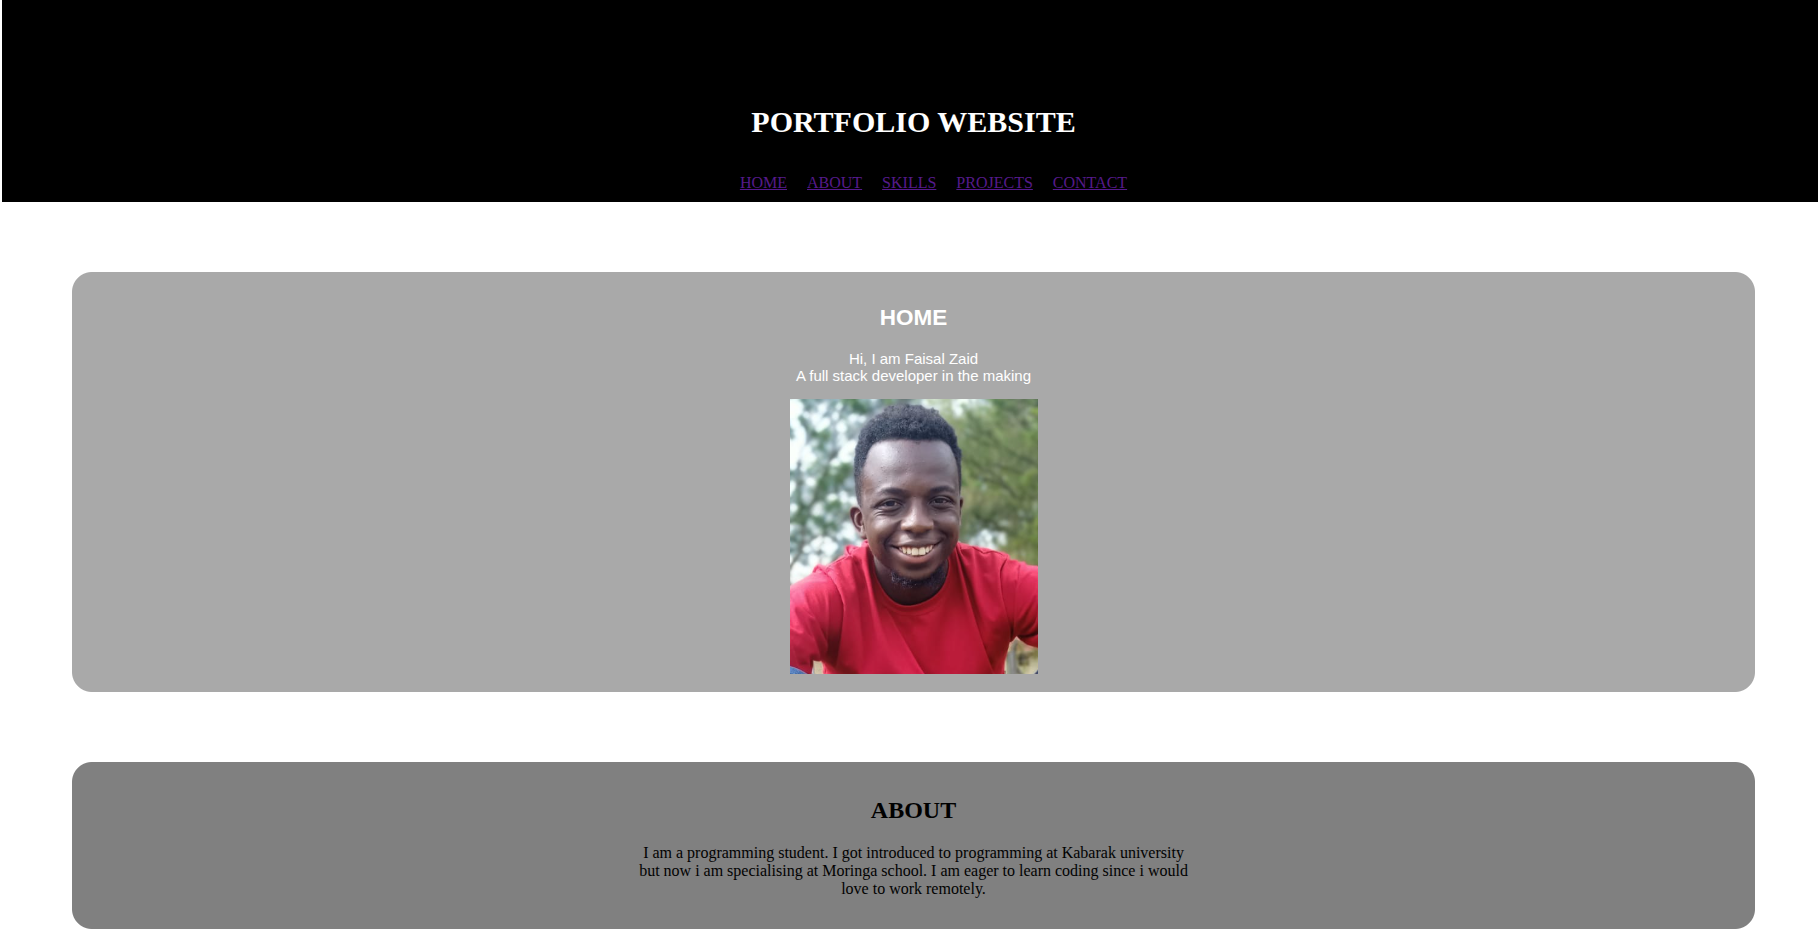 PORTFOLIO WEBSITE
HOME ABOUT SKILLS PROJECTS CONTACT
HOME
Hi, I am Faisal Zaid
A full stack developer in the making
ABOUT
I am a programming student. I got introduced to programming at Kabarak university
but now i am specialising at Moringa school. I am eager to learn coding since i would
love to work remotely.